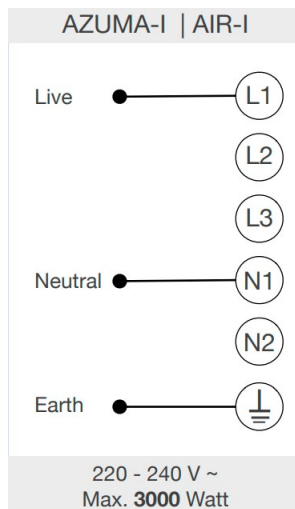 AZUMA-I | AIR-I
Live L1
L2
L3
Neutral N1
N2
Earth
220 - 240 V ~
Max. 3000 Watt